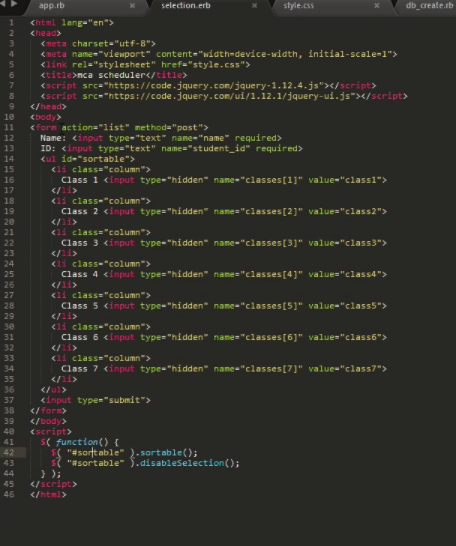 app.rb × selection.erb × style.css × db_create.rb
1 <html lang="en">
2 <head>
3 <meta charset="utf-8">
4 <meta name="viewport" content="width=device-width, initial-scale=1">
5 <link rel="stylesheet" href="style.css">
6 <title>mca scheduler</title>
7 <script src="https://code.jquery.com/jquery-1.12.4.js"></script>
8 <script src="https://code.jquery.com/ui/1.12.1/jquery-ui.js"></script>
9 </head>
10 <body>
11 <form action="list" method="post">
12 Name: <input type="text" name="name" required>
13 ID: <input type="text" name="student_id" required>
14 <ul id="sortable">
15 <li class="column">
16 Class 1 <input type="hidden" name="classes[1]" value="class1">
17 </li>
18 <li class="column">
19 Class 2 <input type="hidden" name="classes[2]" value="class2">
20 </li>
21 <li class="column">
22 Class 3 <input type="hidden" name="classes[3]" value="class3">
23 </li>
24 <li class="column">
25 Class 4 <input type="hidden" name="classes[4]" value="class4">
26 </li>
27 <li class="column">
28 Class 5 <input type="hidden" name="classes[5]" value="class5">
29 </li>
30 <li class="column">
31 Class 6 <input type="hidden" name="classes[6]" value="class6">
32 </li>
33 <li class="column">
34 Class 7 <input type="hidden" name="classes[7]" value="class7">
35 </li>
36 </ul>
37 <input type="submit">
38 </form>
39 </body>
40 <script>
41 $( function() {
42 $( "#sortable" ).sortable();
43 $( "#sortable" ).disableSelection();
44 } );
45 </script>
46 </html>